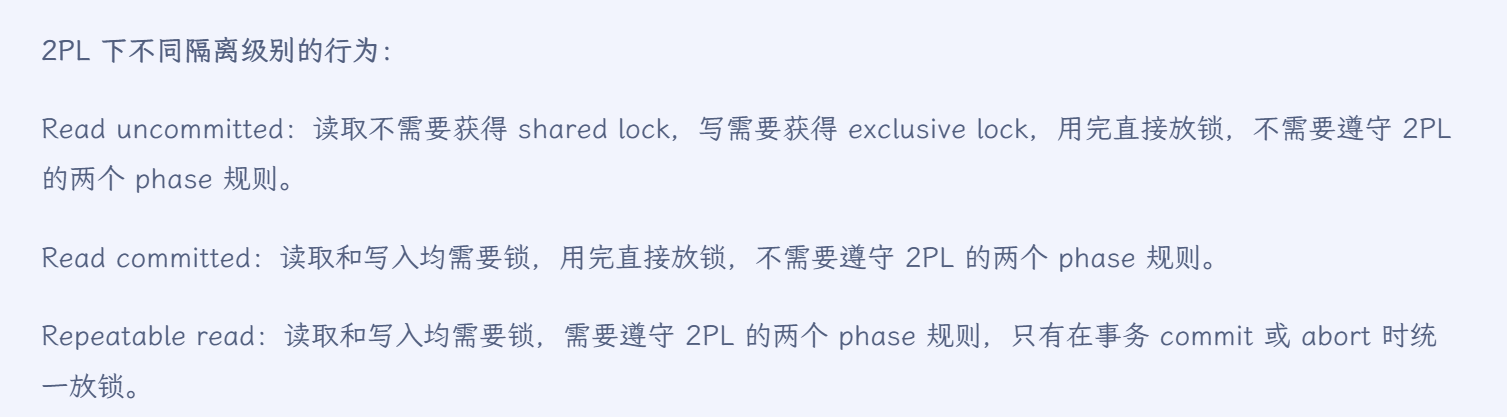 2PL 下不同隔离级别的行为：
Read uncommitted：读取不需要获得 shared lock，写需要获得 exclusive lock，用完直接放锁，不需要遵守 2PL
的两个 phase 规则。
Read committed：读取和写入均需要锁，用完直接放锁，不需要遵守 2PL 的两个 phase 规则。
Repeatable read：读取和写入均需要锁，需要遵守 2PL 的两个 phase 规则，只有在事务 commit 或 abort 时统
一放锁。